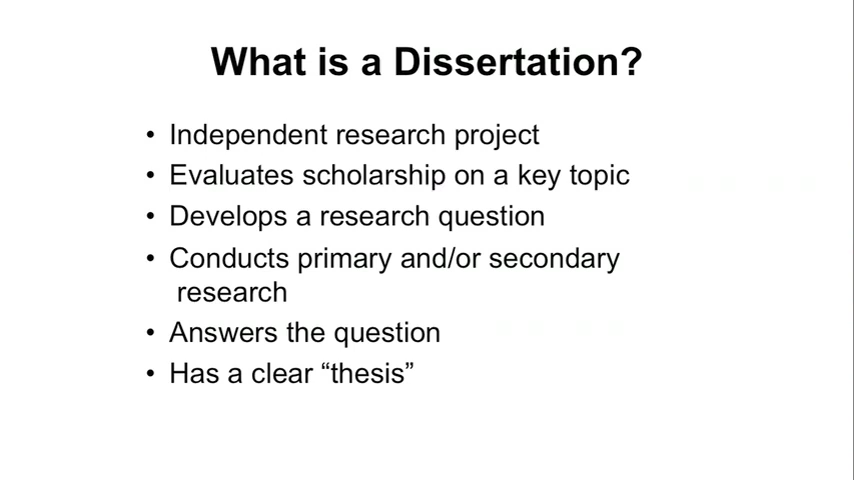 What is a Dissertation?
• Independent research project
• Evaluates scholarship on a key topic
• Develops a research question
• Conducts primary and/or secondary
research
• Answers the question
• Has a clear “thesis”